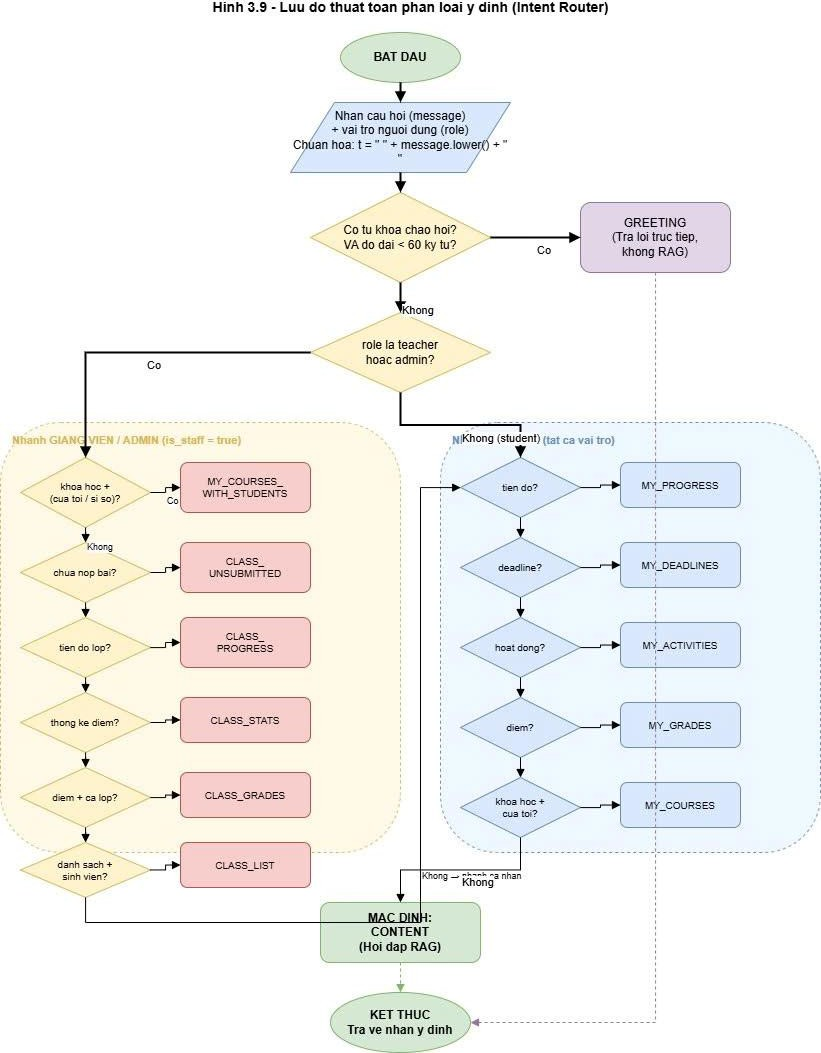 Hinh 3.9 - Luu do thuat toan phan loai y dinh (Intent Router)
BAT DAU
Nhan cau hoi (message)
+ vai tro nguoi dung (role)
Chuan hoa: t = " " + message.lower() + "
"
Co tu khoa chao hoi?
VA do dai < 60 ky tu?
Co
GREETING
(Tra loi truc tiep,
khong RAG)
Khong
role la teacher
hoac admin?
Co
Khong (student)
Nhanh GIANG VIEN / ADMIN (is_staff = true)
(tat ca vai tro)
khoa hoc +
(cua toi / si so)?
Co
MY_COURSES_
WITH_STUDENTS
Khong
chua nop bai?
CLASS_
UNSUBMITTED
tien do lop?
CLASS_
PROGRESS
thong ke diem?
CLASS_STATS
diem + ca lop?
CLASS_GRADES
danh sach +
sinh vien?
CLASS_LIST
tien do?
MY_PROGRESS
deadline?
MY_DEADLINES
hoat dong?
MY_ACTIVITIES
diem?
MY_GRADES
khoa hoc +
cua toi?
MY_COURSES
Khong → nhanh ca nhan
Khong
MAC DINH:
CONTENT
(Hoi dap RAG)
KET THUC
Tra ve nhan y dinh